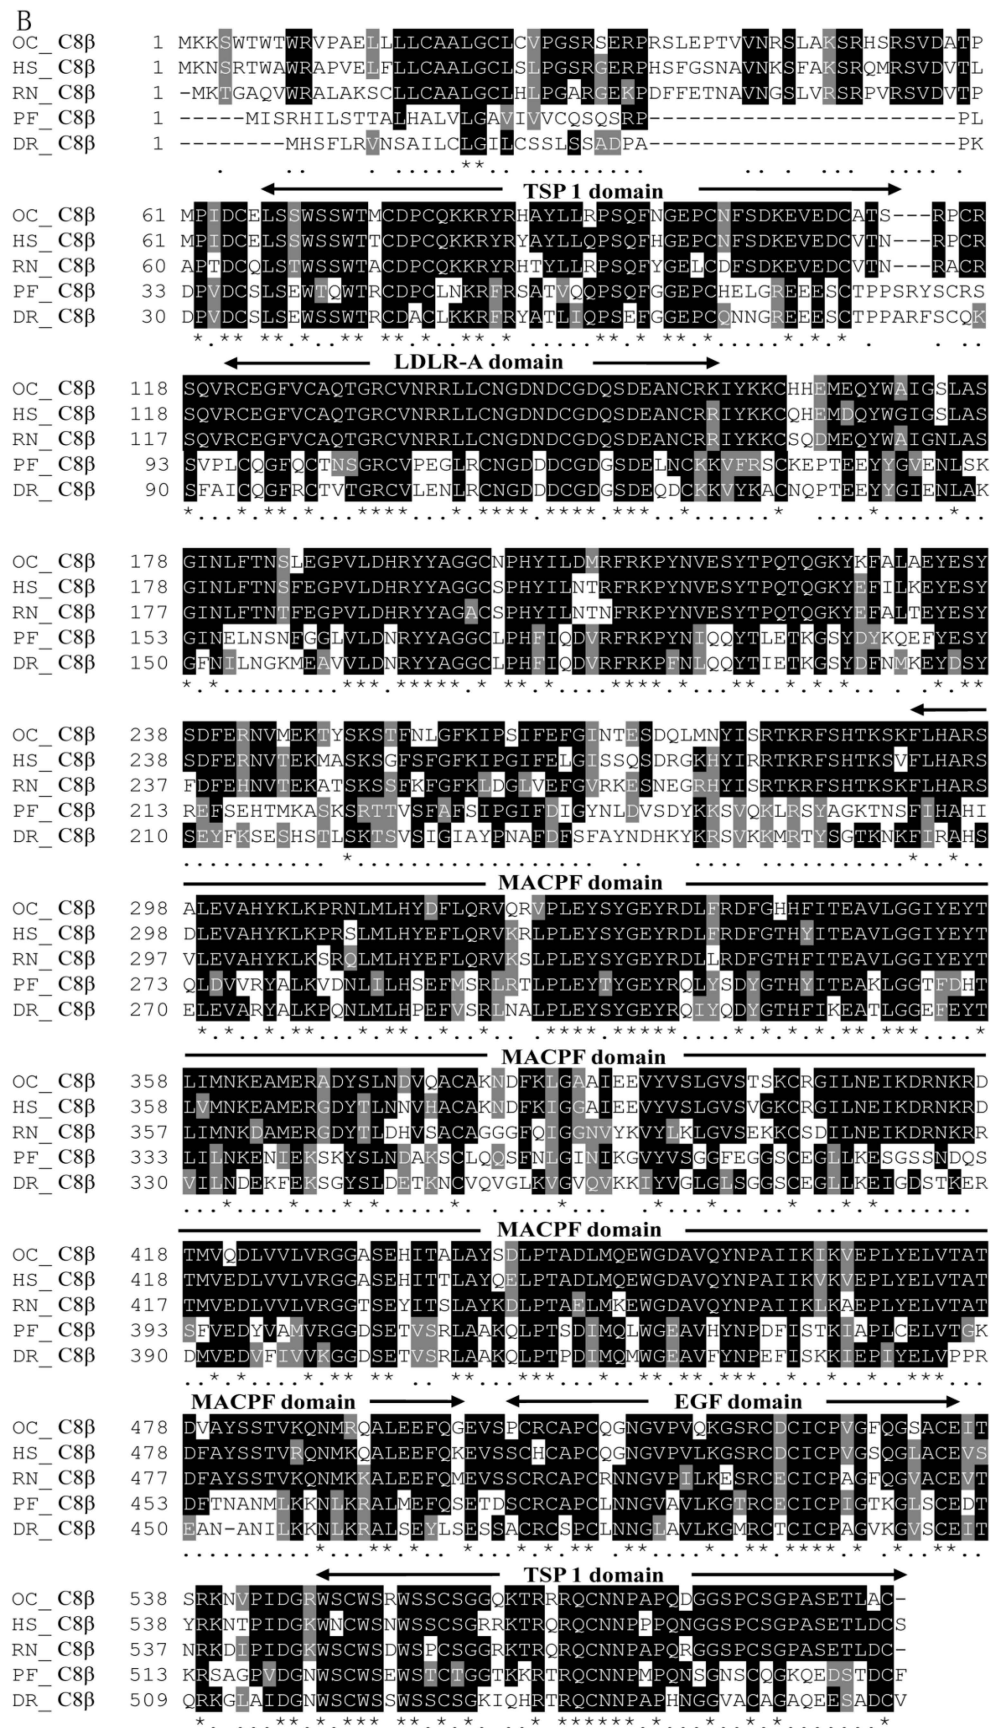 B
OC_ C8β 1 MKKSWTWTWRVPAELLLLCAALGCLCVPGSRSERPRSLEPTVVNRSLAKSRHSRSVDATP
HS_ C8β 1 MKNSRTWAWRAPVELFLLCAALGCLSLPGSRGERPHSFGSNAVNKSFAKSRQMRSVDVTL
RN_ C8β 1 -MKTGAQVWRALAKSCLLCAALGCLHLPGARGEKPDFFETNAVNGSLVRSRPVRSVDVTP
PF_ C8β 1 -----MISRHILSTTALHALVLGAVIVVCQSQSRP-----------------------PL
DR_ C8β 1 --------MHSFLRVNSAILCLGILCSSLSSADPA-----------------------PK
TSP 1 domain
OC_ C8β 61 MPIDCELSSWSSWTMCDPCQKKRYRHAYLLRPSQFNGEPCNFSDKEVEDCATS---RPCR
HS_ C8β 61 MPIDCELSSWSSWTTCDPCQKKRYRYAYLLQPSQFHGEPCNFSDKEVEDCVTN---RPCR
RN_ C8β 60 APTDCQLSTWSSWTACDPCQKKRYRHTYLLRPSQFYGELCDFSDKEVEDCVTN---RACR
PF_ C8β 33 DPVDCSLSEWTQWTRCDPCLNKRFRSATVQQPSQFGGEPCHELGREEESCTPPSRYSCRS
DR_ C8β 30 DPVDCSLSEWSSWTRCDACLKKRFRYATLIQPSEFGGEPCQNNGREEESCTPPARFSCQK
LDLR-A domain
OC_ C8β 118 SQVRCEGFVCAQTGRCVNRRLLCNGDNDCGDQSDEANCRKIYKKCHHEMEQYWAIGSLAS
HS_ C8β 118 SQVRCEGFVCAQTGRCVNRRLLCNGDNDCGDQSDEANCRRIYKKCQHEMDQYWGIGSLAS
RN_ C8β 117 SQVRCEGFVCAQTGRCVNRRLLCNGDNDCGDQSDEANCRRIYKKCSQDMEQYWAIGNLAS
PF_ C8β 93 SVPLCQGFQCTNSGRCVPEGLRCNGDDDCGDGSDELNCKKVFRSCKEPTEEYYGVENLSK
DR_ C8β 90 SFAICQGFRCTVTGRCVLENLRCNGDDDCGDGSDEQDCKKVYKACNQPTEEYYGIENLAK
OC_ C8β 178 GINLFTNSLEGPVLDHRYYAGGCNPHYILDMRFRKPYNVESYTPQTQGKYKFALAEYESY
HS_ C8β 178 GINLFTNSFEGPVLDHRYYAGGCSPHYILNTRFRKPYNVESYTPQTQGKYEFILKEYESY
RN_ C8β 177 GINLFTNTFEGPVLDHRYYAGACSPHYILNTNFRKPYNVESYTPQTQGKYEFALTEYESY
PF_ C8β 153 GINELNSNFGGLVLDNRYYAGGCLPHFIQDVRFRKPYNIQQYTLETKGSYDYKQEFYESY
DR_ C8β 150 GFNILNGKMEAVVLDNRYYAGGCLPHFIQDVRFRKPFNLQQYTIETKGSYDFNMKEYDSY
OC_ C8β 238 SDFERNVMEKTYSKSTFNLGFKIPSIFEFGINTESDQLMNYISRTKRFSHTKSKFLHARS
HS_ C8β 238 SDFERNVTEKMASKSGFSFGFKIPGIFELGISSQSDRGKHYIRRTKRFSHTKSVFLHARS
RN_ C8β 237 FDFEHNVTEKATSKSSFKFGFKLDGLVEFGVRKESNEGRHYISRTKRFSHTKSVFLHARS
PF_ C8β 213 REFSEHTMKASKSRTTVSFAFSIPGIFDIGYNLDVSDYKKSVQKLRSYAGKTNSFIHAHI
DR_ C8β 210 SEYFKSESHSTLSKTSVSIGIAYPNAFDFSFAYNDHKYKRSVKKMRTYSGTKNKFIRAHS
MACPF domain
OC_ C8β 298 ALEVAHYKLKPRNLMLHYDFLQRVQRVPLEYSYGEYRDLFRDFGHHFITEAVLGGIYEYT
HS_ C8β 298 DLEVAHYKLKPRSLMLHYEFLQRVKRLPLEYSYGEYRDLFRDFGTHYITEAVLGGIYEYT
RN_ C8β 297 VLEVAHYKLKSRQLMLHYEFLQRVKSLPLEYSYGEYRDLLRDFGTHFITEAVLGGIYEYT
PF_ C8β 273 QLDVVRYALKVDNLILHSEFMSRLRTLPLEYTYGEYRQLYSDYGTHYITEAKLGGTFDHT
DR_ C8β 270 ELEVARYALKPQNLMLHPEFVSRLNALPLEYSYGEYRQIYQDYGTHFIKEATLGGEFEYT
MACPF domain
OC_ C8β 358 LIMNKEAMERADYSLNDVQACAKNDFKLGAAIEEVYVSLGVSTSKCRGILNEIKDRNKRD
HS_ C8β 358 LVMNKEAMERGDYTLNNVHACAKNDFKIGGAIEEVYVSLGVSVGKCRGILNEIKDRNKRD
RN_ C8β 357 LIMNKDAMERGDYTLDHVSACAGGGFQIGGNVYKVYLKLGVSEKKCSDILNEIKDRNKRR
PF_ C8β 333 LILNKENIEKSKYSLNDAKSCLQQSFNLGINIKGVYVSGGFEGGSCEGLLKESGSSNDQS
DR_ C8β 330 VILNDEKFEKSGYSLDETKNCVQVGLKVGVQVKKIYVGLGLSGGSCEGLLKEIGDSTKER
MACPF domain
OC_ C8β 418 TMVQDLVVLVRGGASEHITALAYSDLPTADLMQEWGDAVQYNPAIIKIKVEPLYELVTAT
HS_ C8β 418 TMVEDLVVLVRGGASEHITTLAYQELPTADLMQEWGDAVQYNPAIIKVKVEPLYELVTAT
RN_ C8β 417 TMVEDLVVLVRGGTSEYITSLAYKDLPTAELMKEWGDAVQYNPAIIKLKAEPLYELVTAT
PF_ C8β 393 SFVEDYVAMVRGGDSETVSRLAAKQLPTSDIMQLWGEAVHYNPDFISTKIAPLCELVTGK
DR_ C8β 390 DMVEDVFIVVKGGDSETVSRLAAKQLPTPDIMQMWGEAVFYNPEFISKKIEPIYELVPPR
MACPF domain EGF domain
OC_ C8β 478 DVAYSSTVKQNMRQALEEFQGEVSPCRCAPCQGNGVPVQKGSRCDCICPVGFQGSACEIT
HS_ C8β 478 DFAYSSTVRQNMKQALEEFQKEVSSCHCAPCQGNGVPVLKGSRCDCICPVGSQGLACEVS
RN_ C8β 477 DFAYSSTVKQNMKKALEEFQMEVSSCRCAPCRNNGVPILKESRCECICPAGFQGVACEVT
PF_ C8β 453 DFTNANMLKKNLKRALMEFQSETDSCRCAPCLNNGVAVLKGTRCECICPIGTKGLSCEDT
DR_ C8β 450 EAN-ANILKKNLKRALSEYLSESSACRCSPCLNNGLAVLKGMRCTCICPAGVKGVSCEIT
TSP 1 domain
OC_ C8β 538 SRKNVPIDGRWSCWSRWSSCSGGQKTRRRQCNNPAPQDGGSPCSGPASETLAC-
HS_ C8β 538 YRKNTPIDGKWNCWSNWSSCSGRRKTRQRQCNNPPPQNGGSPCSGPASETLDCS
RN_ C8β 537 NRKDIPIDGKWSCWSDWSPCSGGRKTRQRQCNNPAPQRGGSPCSGPASETLDC-
PF_ C8β 513 KRSAGPVDGNWSCWSEWSTCTGGTKKRTRQCNNPMPQNSGNSCQGKQEDSTDCF
DR_ C8β 509 QRKGLAIDGNWSCWSSWSSCSGKIQHRTRQCNNPAPHNGGVACAGAQEESADCV